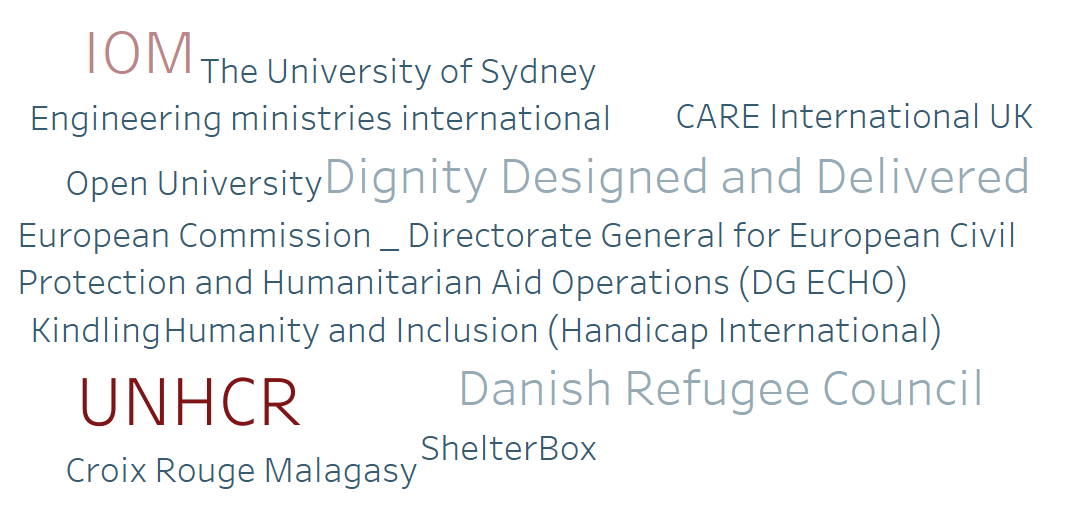 IOM The University of Sydney
Engineering ministries international CARE International UK
Open University Dignity Designed and Delivered
European Commission _ Directorate General for European Civil
Protection and Humanitarian Aid Operations (DG ECHO)
Kindling Humanity and Inclusion (Handicap International)
UNHCR Danish Refugee Council
ShelterBox
Croix Rouge Malagasy